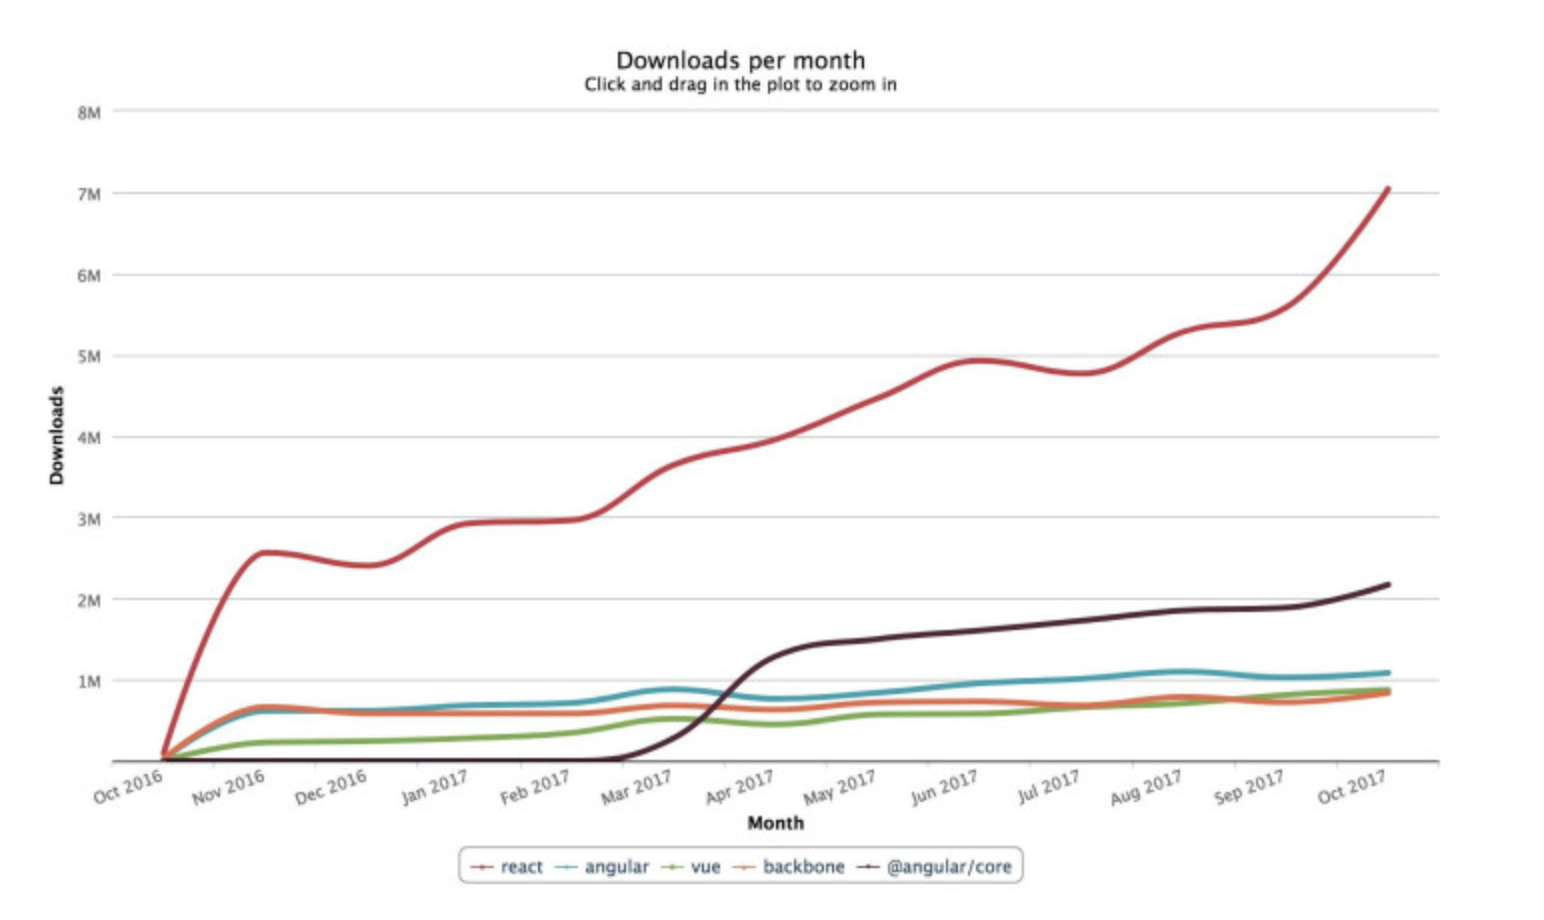 Downloads per month
Click and drag in the plot to zoom in
8M
7M
6M
5M
4M
3M
2M
1M
Downloads
Oct 2016 Nov 2016 Dec 2016 Jan 2017 Feb 2017 Mar 2017 Apr 2017 May 2017 Jun 2017 Jul 2017 Aug 2017 Sep 2017 Oct 2017
Month
react angular vue backbone @angular/core